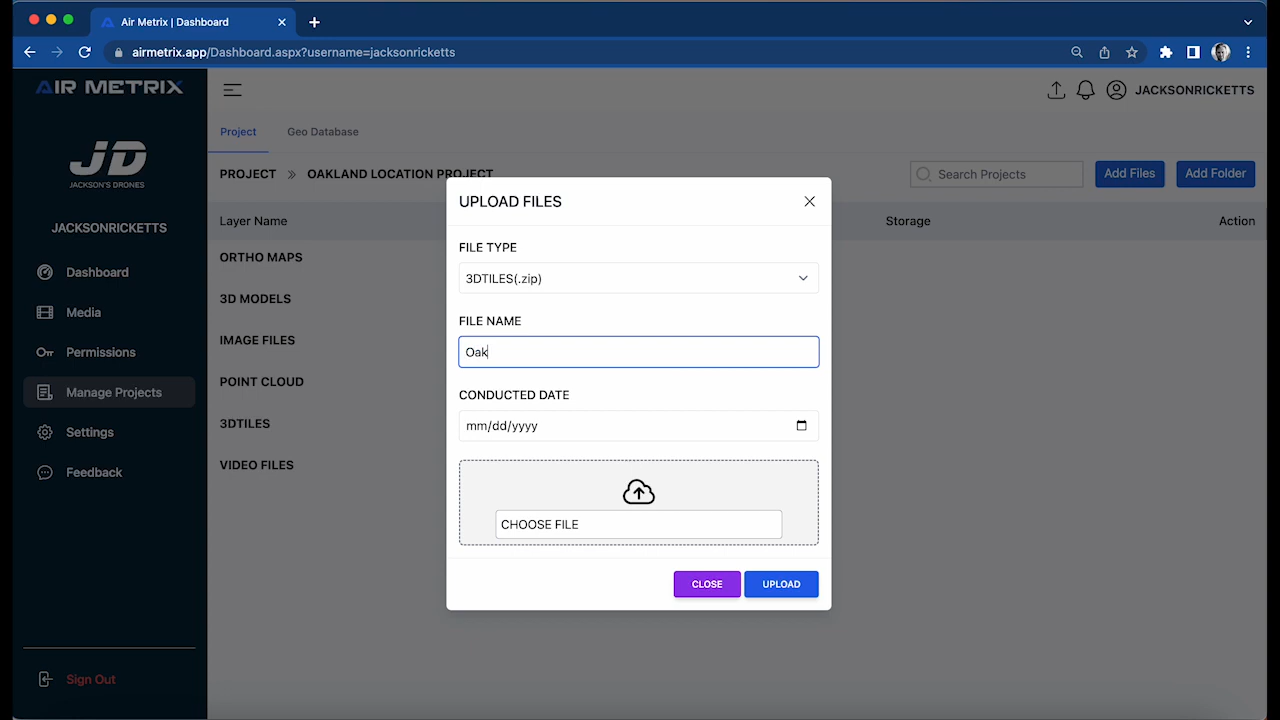 Air Metrix | Dashboard
airmetrix.app/Dashboard.aspx?username=jacksonricketts
AIR METRIX
JACKSONRICKETTS
Project
Geo Database
JD
JACKSON'S DRONES
PROJECT » OAKLAND LOCATION PROJECT
Search Projects
Add Files
Add Folder
UPLOAD FILES
Layer Name
Storage
Action
JACKSONRICKETTS
Dashboard
Media
Permissions
Manage Projects
Settings
Feedback
Sign Out
ORTHO MAPS
3D MODELS
IMAGE FILES
POINT CLOUD
3DTILES
VIDEO FILES
FILE TYPE
3DTILES(.zip)
FILE NAME
Oak
CONDUCTED DATE
mm/dd/yyyy
CHOOSE FILE
CLOSE
UPLOAD